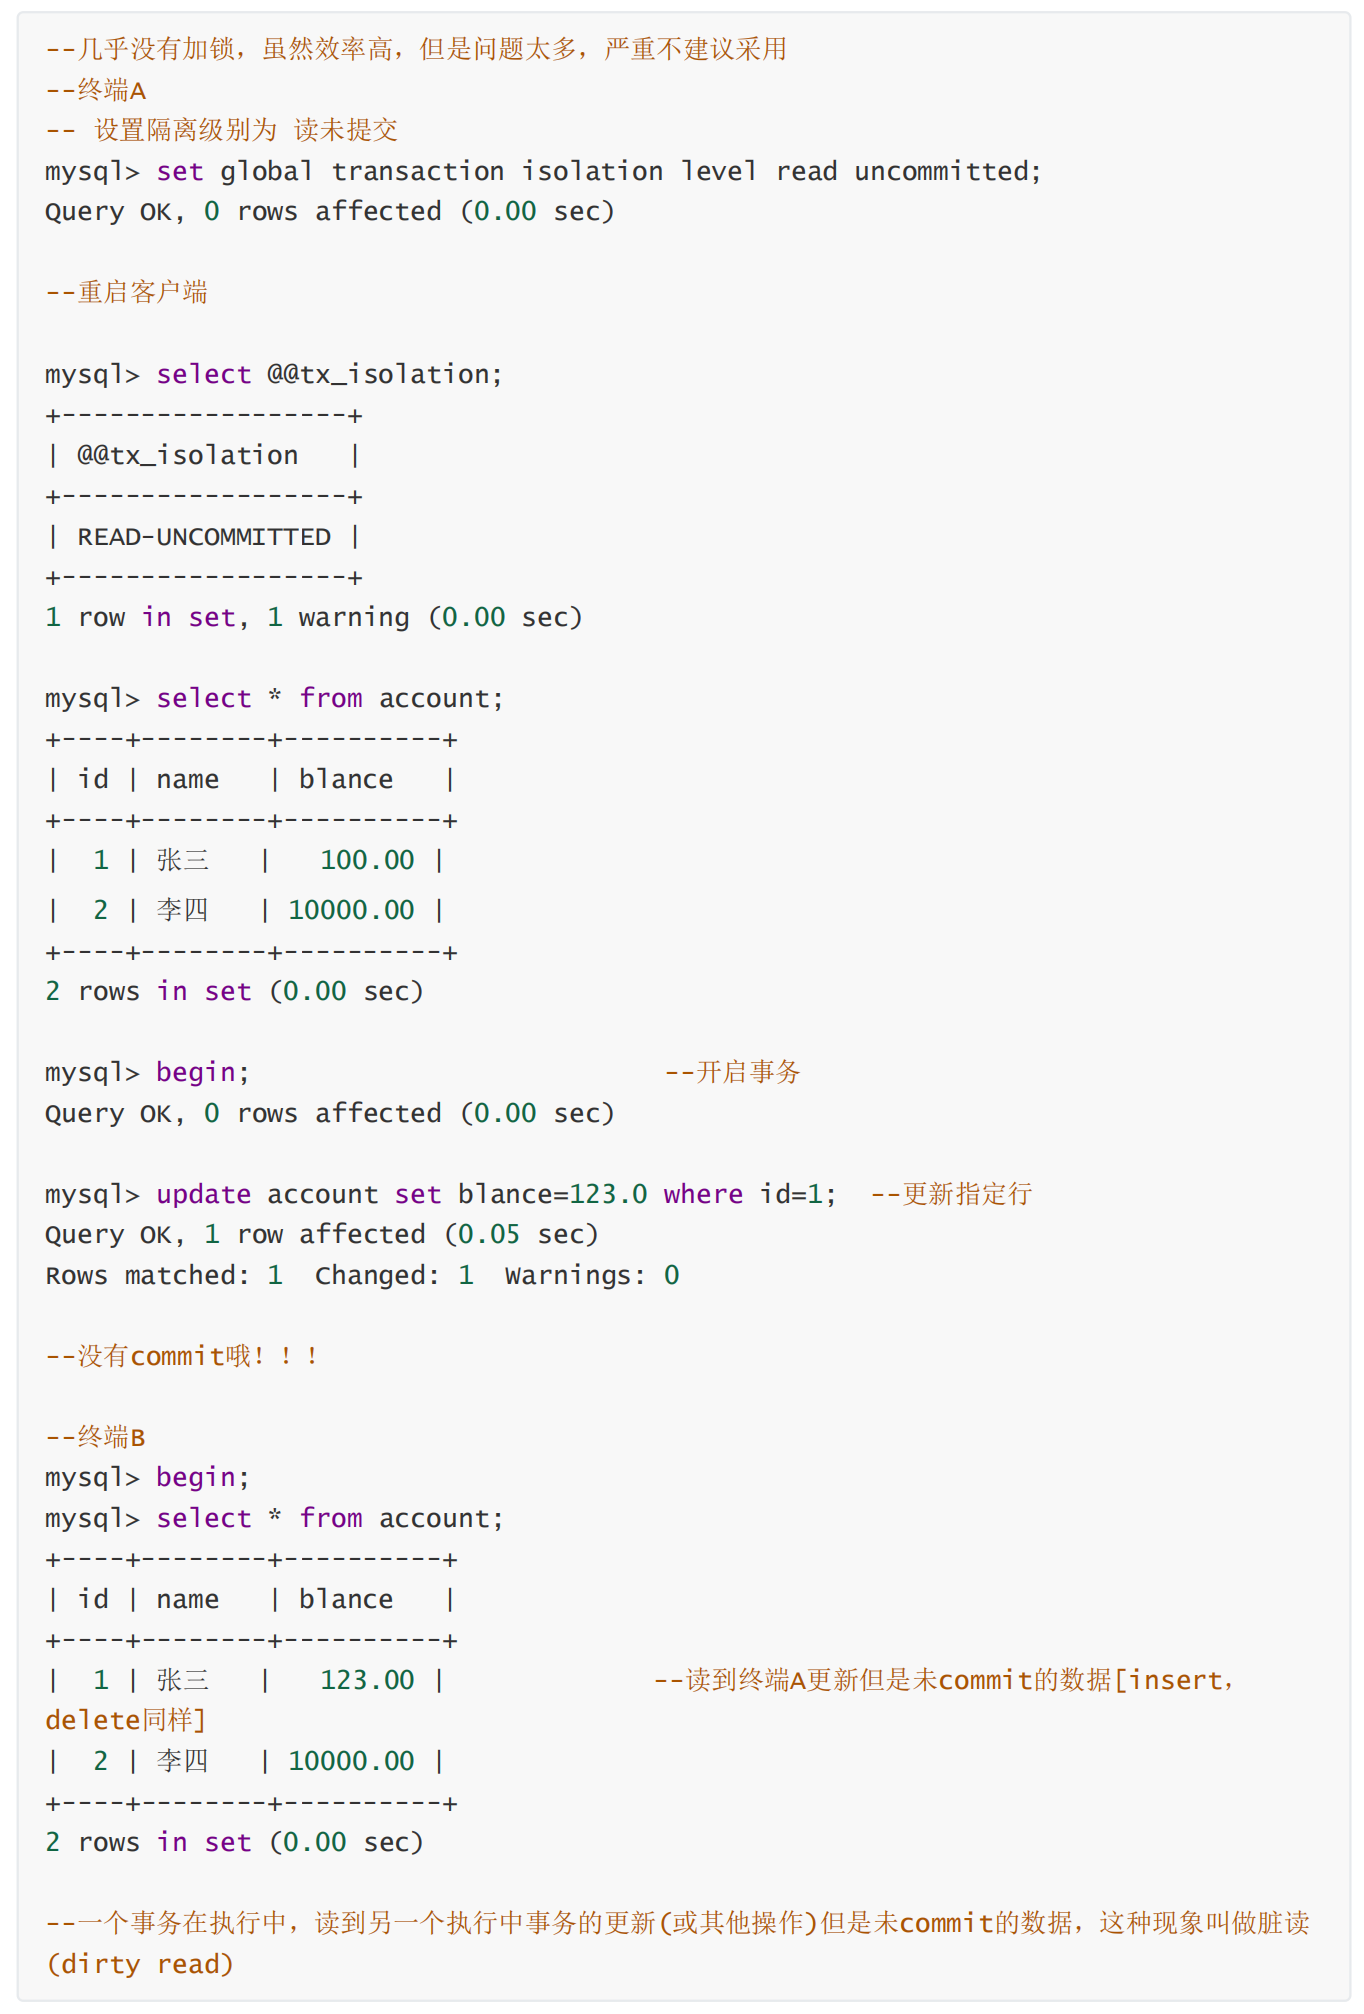 --几乎没有加锁，虽然效率高，但是问题太多，严重不建议采用
--终端A
-- 设置隔离级别为 读未提交
mysql> set global transaction isolation level read uncommitted;
Query OK, 0 rows affected (0.00 sec)
--重启客户端
mysql> select @@tx_isolation;
+------------------+
| @@tx_isolation   |
+------------------+
| READ-UNCOMMITTED |
+------------------+
1 row in set, 1 warning (0.00 sec)
mysql> select * from account;
+----+--------+----------+
| id | name   | blance   |
+----+--------+----------+
|  1 | 张三   |   100.00 |
|  2 | 李四   | 10000.00 |
+----+--------+----------+
2 rows in set (0.00 sec)
mysql> begin;                          --开启事务
Query OK, 0 rows affected (0.00 sec)
mysql> update account set blance=123.0 where id=1;  --更新指定行
Query OK, 1 row affected (0.05 sec)
Rows matched: 1  Changed: 1  Warnings: 0
--没有commit哦！！！
--终端B
mysql> begin;
mysql> select * from account;
+----+--------+----------+
| id | name   | blance   |
+----+--------+----------+
|  1 | 张三   |   123.00 |             --读到终端A更新但是未commit的数据[insert，
delete同样]
|  2 | 李四   | 10000.00 |
+----+--------+----------+
2 rows in set (0.00 sec)
--一个事务在执行中，读到另一个执行中事务的更新(或其他操作)但是未commit的数据，这种现象叫做脏读
(dirty read)